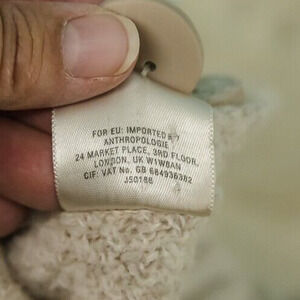 FOR EU: IMPORTED BY
ANTHROPOLOGIE
24 MARKET PLACE, 3RD FLOOR,
LONDON, UK W1W8AN
CIF: VAT No. GB 684936382
J50186